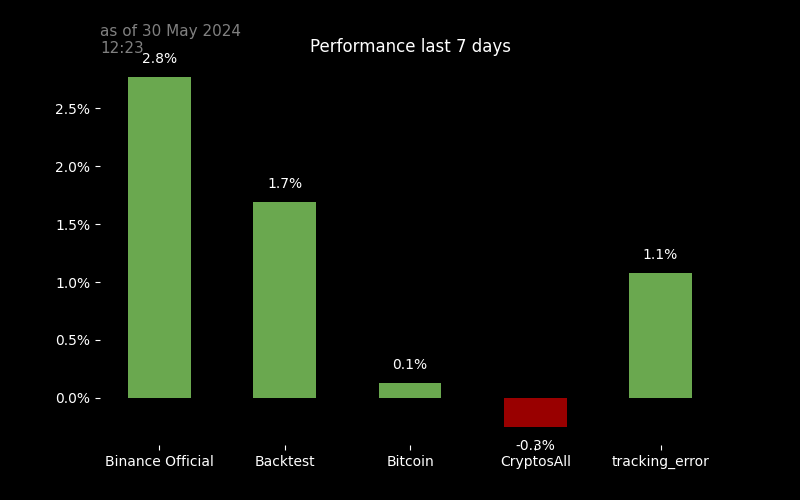 as of 30 May 2024
12:23
Performance last 7 days
2.8%
2.5%
2.0%
1.7%
1.5%
1.1%
1.0%
0.5%
0.1%
0.0%
-0.3%
Binance Official
Backtest
Bitcoin
CryptosAll
tracking_error